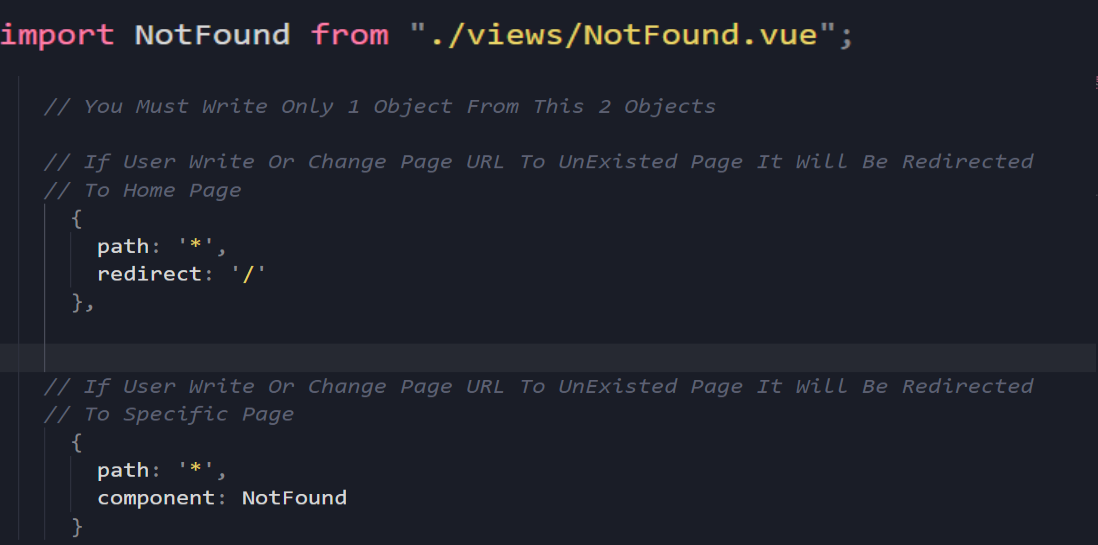 import NotFound from "./views/NotFound.vue";
// You Must Write Only 1 Object From This 2 Objects
// If User Write Or Change Page URL To UnExisted Page It Will Be Redirected
// To Home Page
{
path: '*',
redirect: '/'
},
// If User Write Or Change Page URL To UnExisted Page It Will Be Redirected
// To Specific Page
{
path: '*',
component: NotFound
}